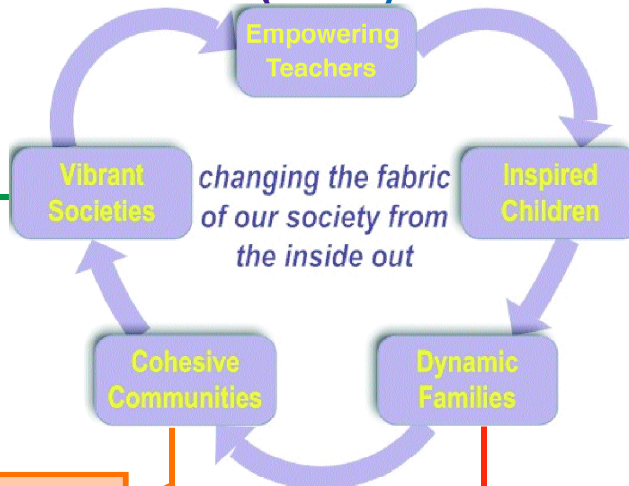 Empowering
Teachers
Vibrant
Societies
changing the fabric
of our society from
the inside out
Inspired
Children
Cohesive
Communities
Dynamic
Families